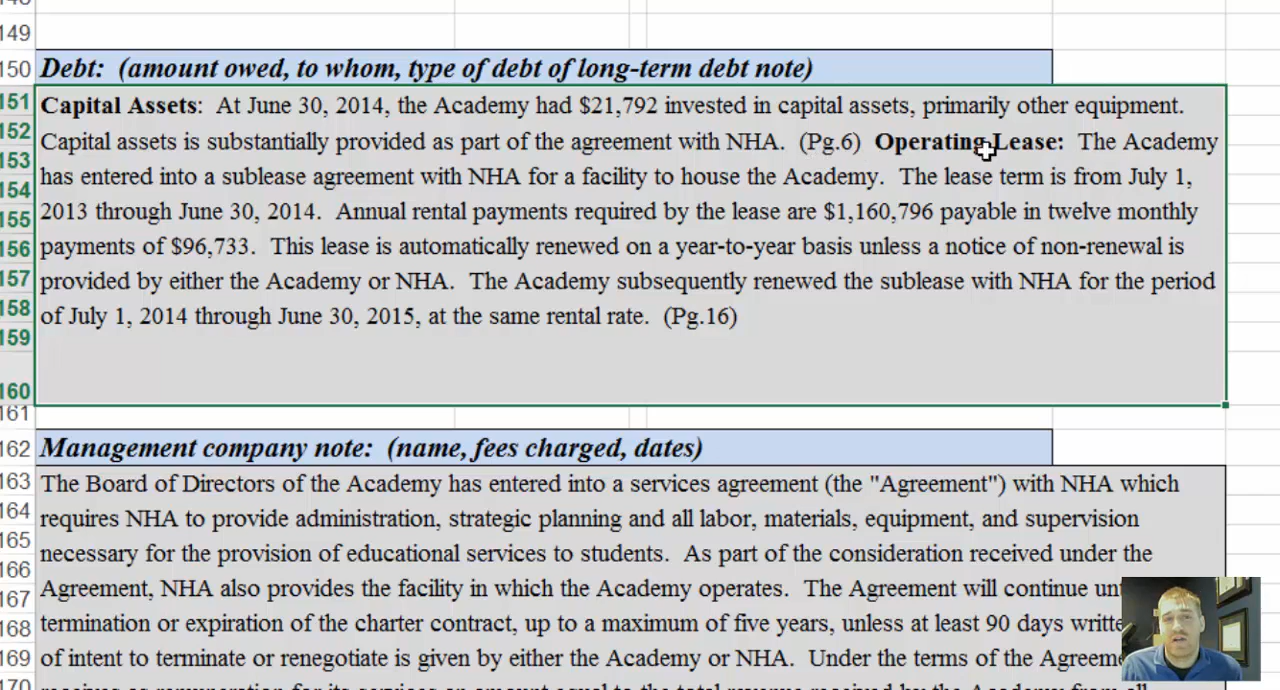 149
150 Debt: (amount owed, to whom, type of debt of long-term debt note)
151 Capital Assets: At June 30, 2014, the Academy had $21,792 invested in capital assets, primarily other equipment.
152 Capital assets is substantially provided as part of the agreement with NHA. (Pg.6) Operating Lease: The Academy
153 has entered into a sublease agreement with NHA for a facility to house the Academy. The lease term is from July 1,
154
155 2013 through June 30, 2014. Annual rental payments required by the lease are $1,160,796 payable in twelve monthly
156 payments of $96,733. This lease is automatically renewed on a year-to-year basis unless a notice of non-renewal is
157 provided by either the Academy or NHA. The Academy subsequently renewed the sublease with NHA for the period
158 of July 1, 2014 through June 30, 2015, at the same rental rate. (Pg.16)
159
160
161
162 Management company note: (name, fees charged, dates)
163 The Board of Directors of the Academy has entered into a services agreement (the "Agreement") with NHA which
164 requires NHA to provide administration, strategic planning and all labor, materials, equipment, and supervision
165 necessary for the provision of educational services to students. As part of the consideration received under the
166
167 Agreement, NHA also provides the facility in which the Academy operates. The Agreement will continue
168 termination or expiration of the charter contract, up to a maximum of five years, unless at least 90 days
169 of intent to terminate or renegotiate is given by either the Academy or NHA. Under the terms of the
170